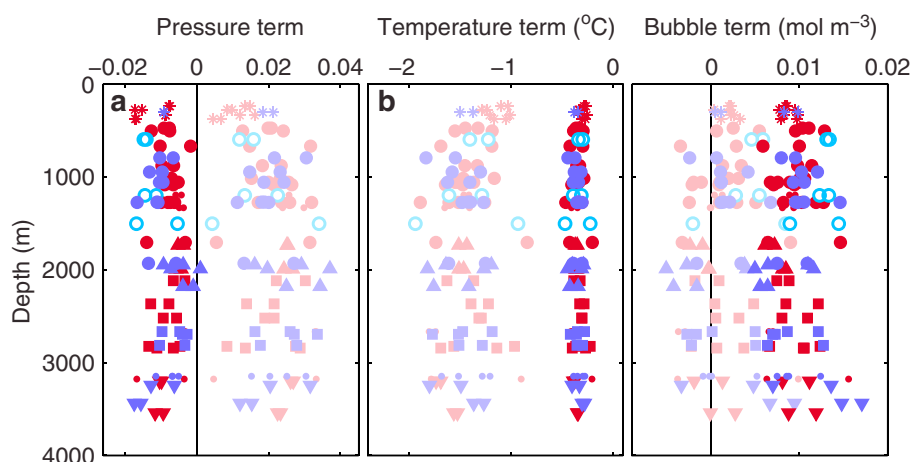 Pressure term Temperature term (°C) Bubble term (mol m⁻³)
−0.02 0 0.02 0.04 −2 −1 0 0 0.01 0.02
0
a b
1000
Depth (m)
2000
3000
4000